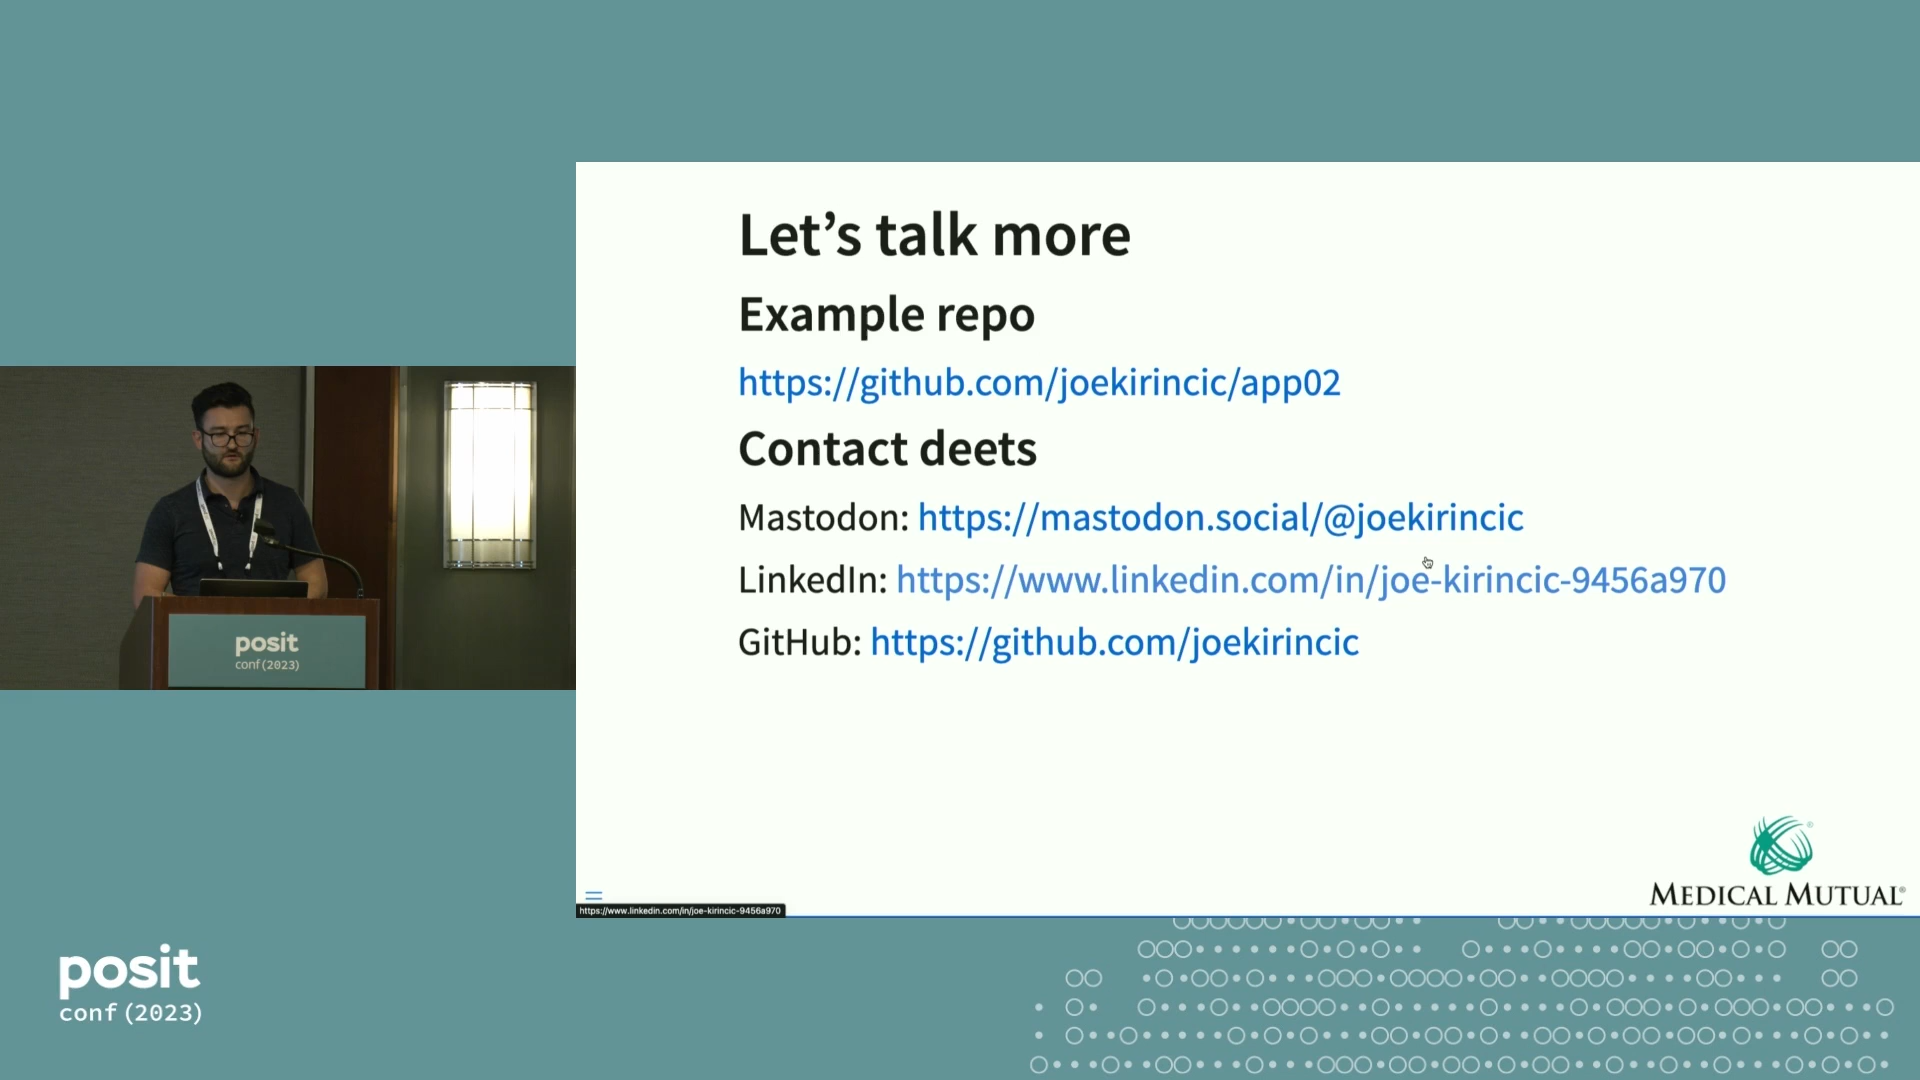 Let’s talk more
Example repo
https://github.com/joekirincic/app02
Contact deets
Mastodon: https://mastodon.social/@joekirincic
LinkedIn: https://www.linkedin.com/in/joe-kirincic-9456a970
GitHub: https://github.com/joekirincic
MEDICAL MUTUAL®
https://www.linkedin.com/in/joe-kirincic-9456a970
posit
conf(2023)
posit
conf(2023)